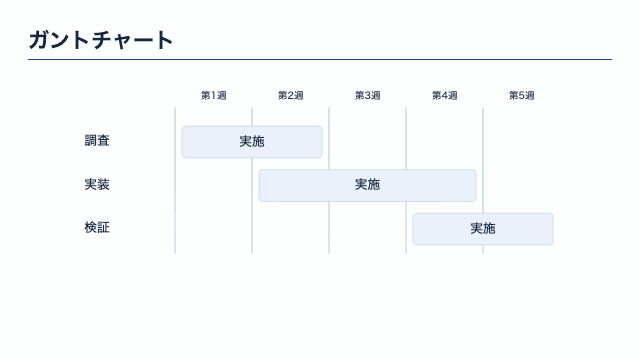 ガントチャート
第1週 第2週 第3週 第4週 第5週
調査 実施
実装 実施
検証 実施